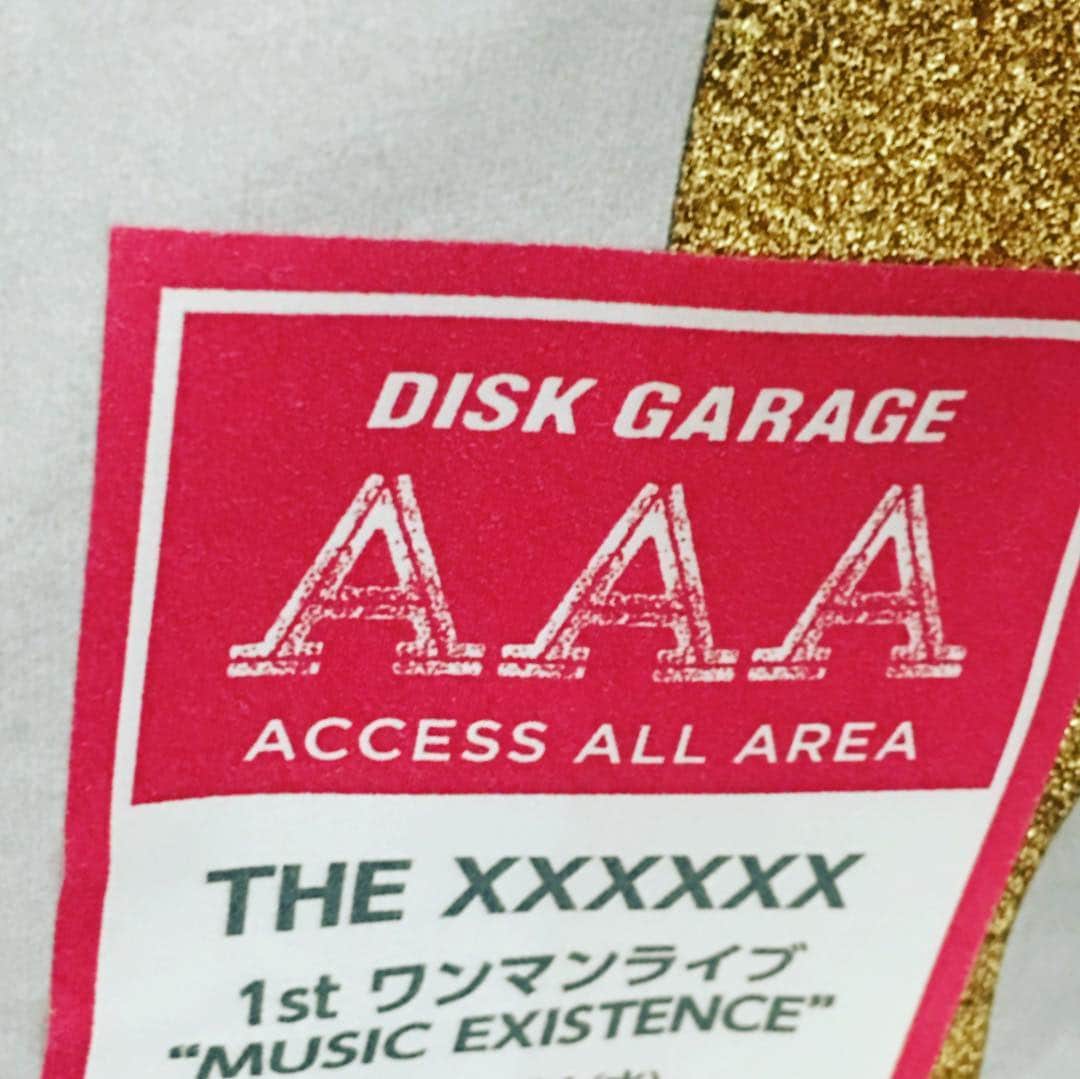 DISK GARAGE
AAA
ACCESS ALL AREA
THE XXXXXX
1st ワンマンライブ
“MUSIC EXISTENCE”